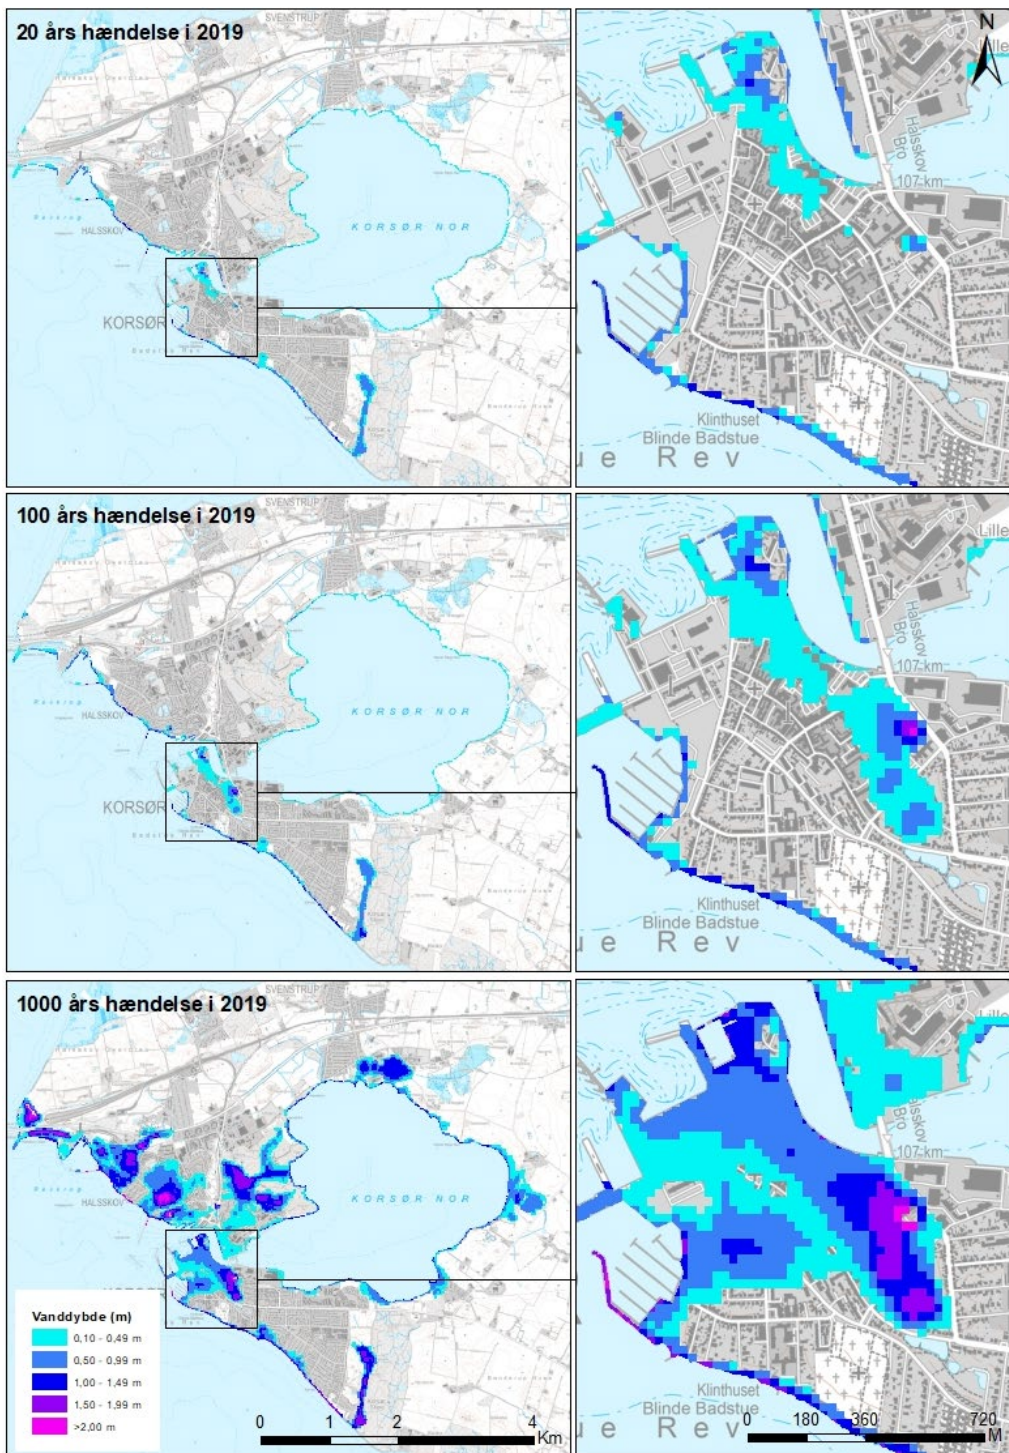 20 års hændelse i 2019
SVENSTRUP
HALSSKOV
KORSØR NOR
KORSØR
N
Lille
Halsskov
Bro
107 km
Klinthuset
Blinde Badstue
u e R e v
100 års hændelse i 2019
SVENSTRUP
HALSSKOV
KORSØR NOR
KORSØR
Lille
Halsskov
Bro
107 km
Klinthuset
Blinde Badstue
u e R e v
1000 års hændelse i 2019
SVENSTRUP
HALSSKOV
KORSØR NOR
Bro
107 km
Klinthuset
Blinde Badstue
u e R e v
Vanddybde (m)
0,10 - 0,49 m
0,50 - 0,99 m
1,00 - 1,49 m
1,50 - 1,99 m
>2,00 m
0 1 2 4
Km
0 180 360 720
M